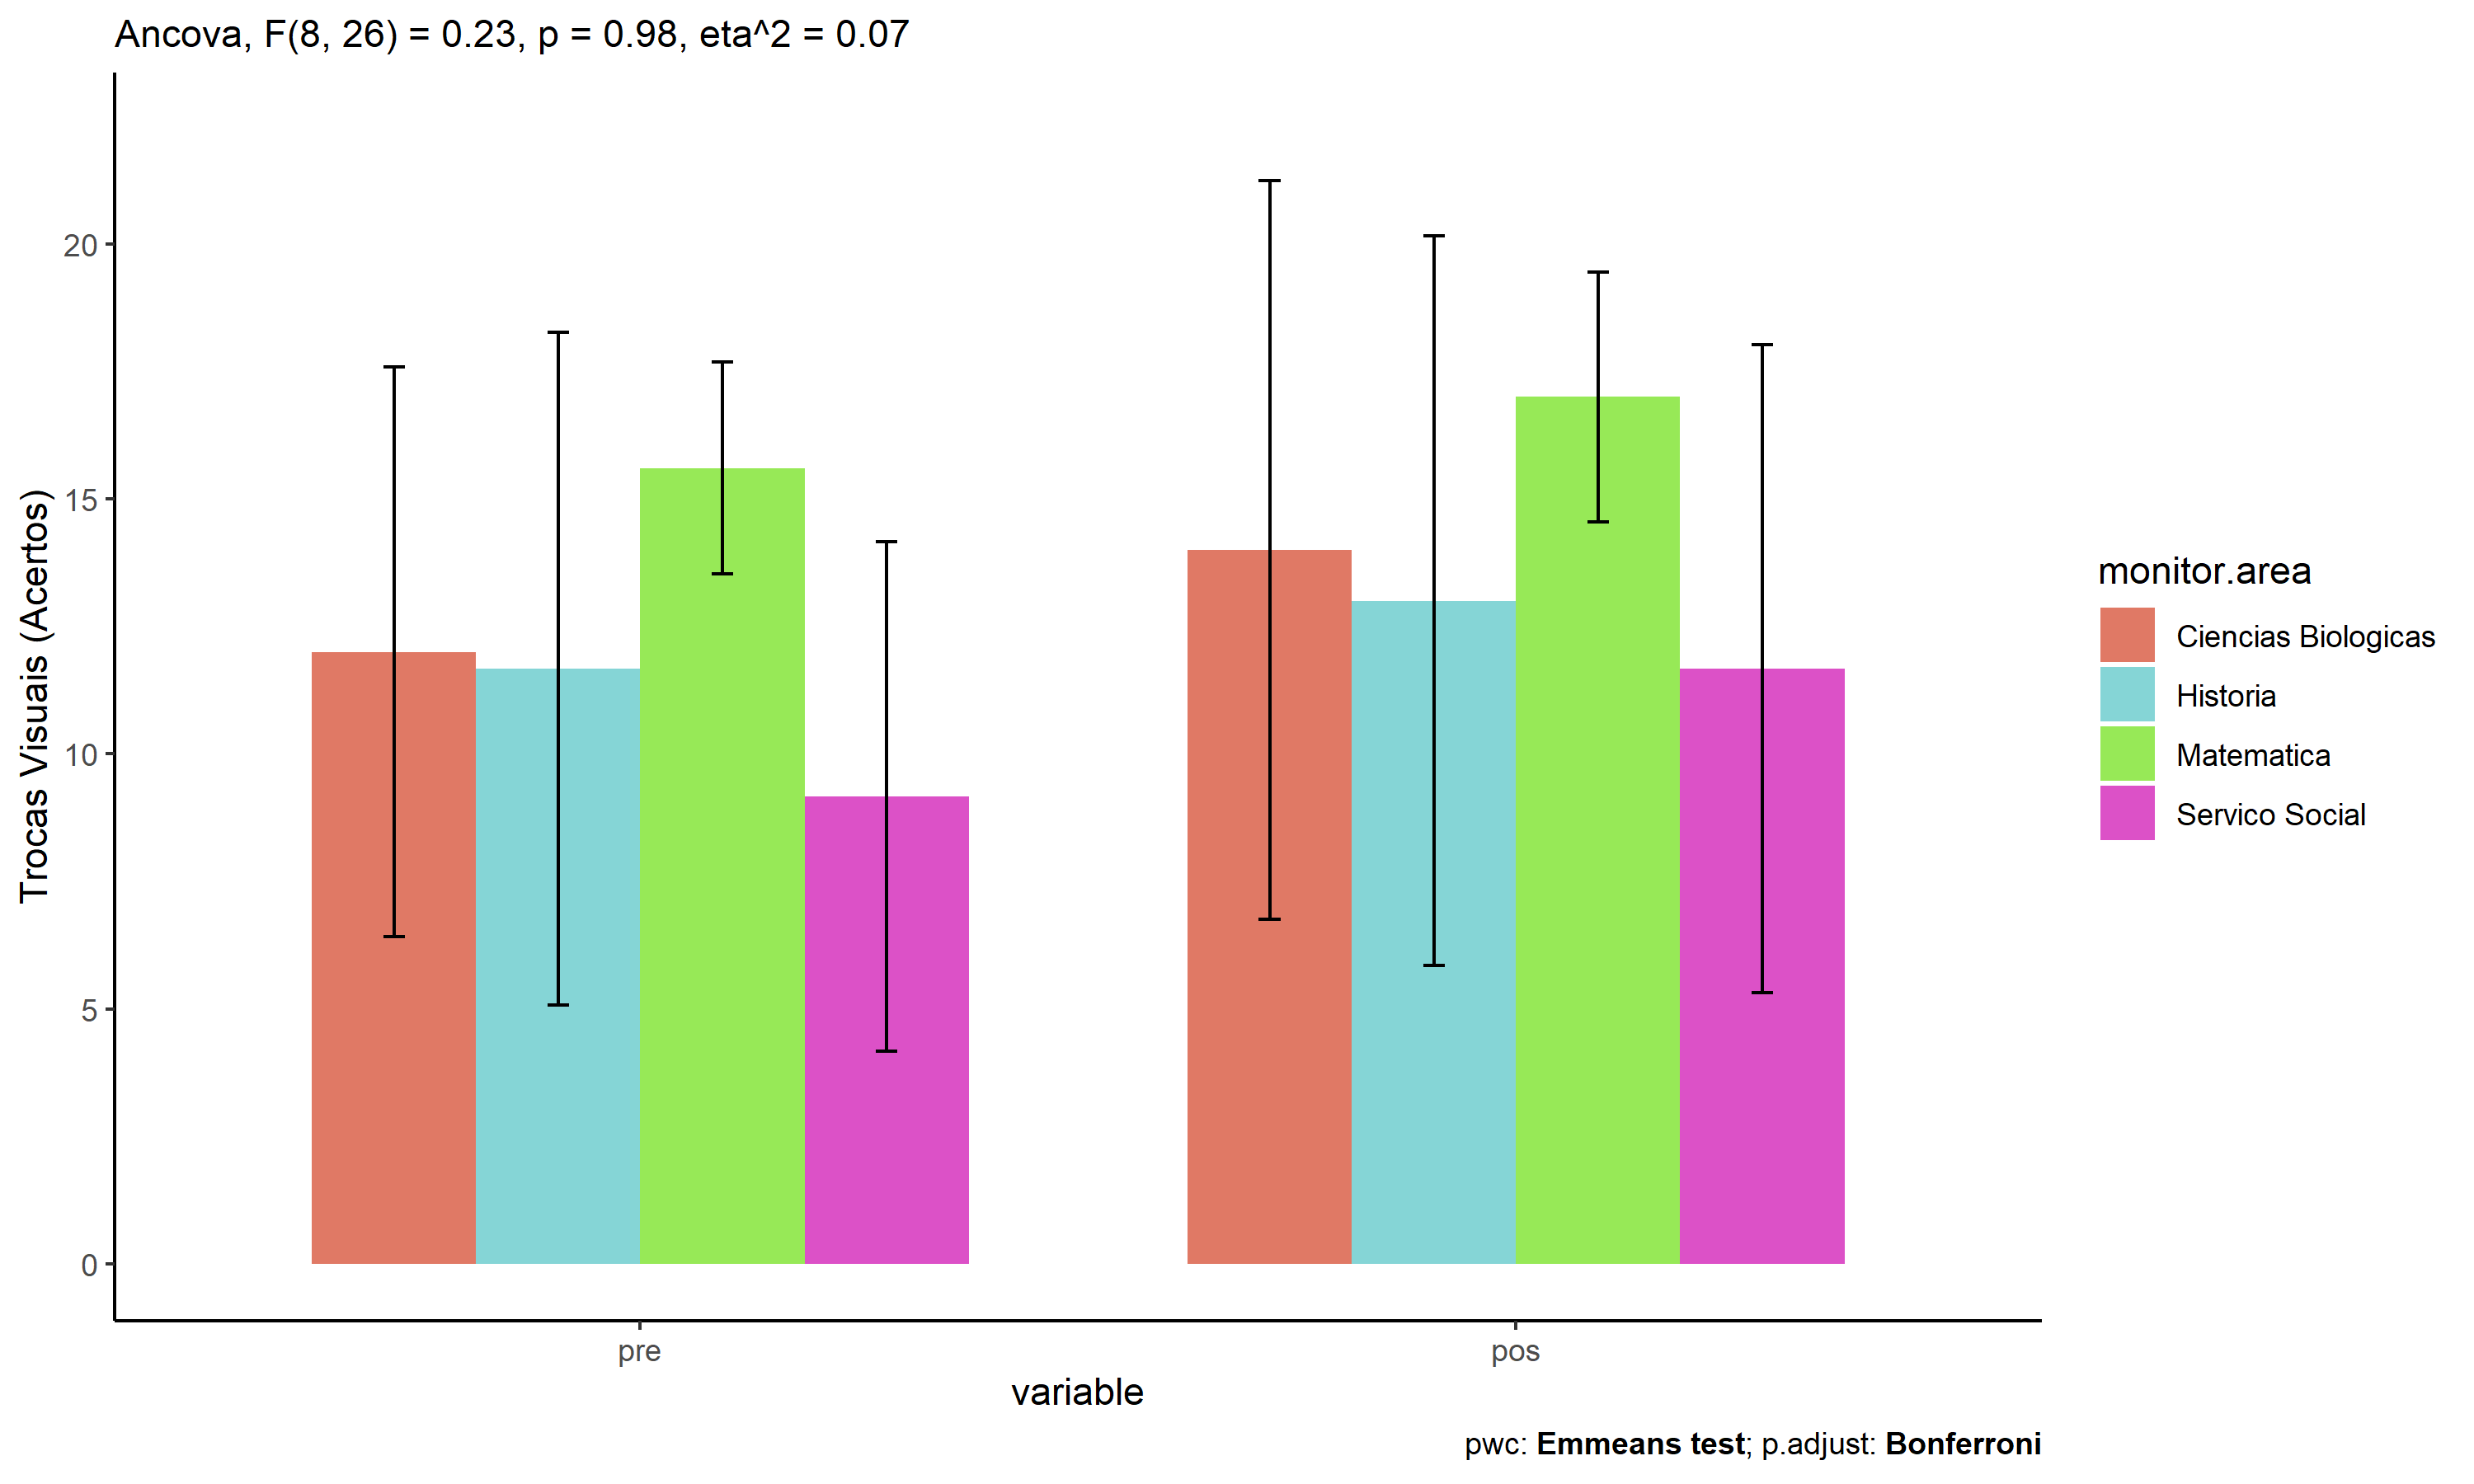 Ancova, F(8, 26) = 0.23, p = 0.98, eta^2 = 0.07
Trocas Visuais (Acertos)
20
15
10
5
0
pre
pos
variable
monitor.area
Ciencias Biologicas
Historia
Matematica
Servico Social
pwc: Emmeans test; p.adjust: Bonferroni